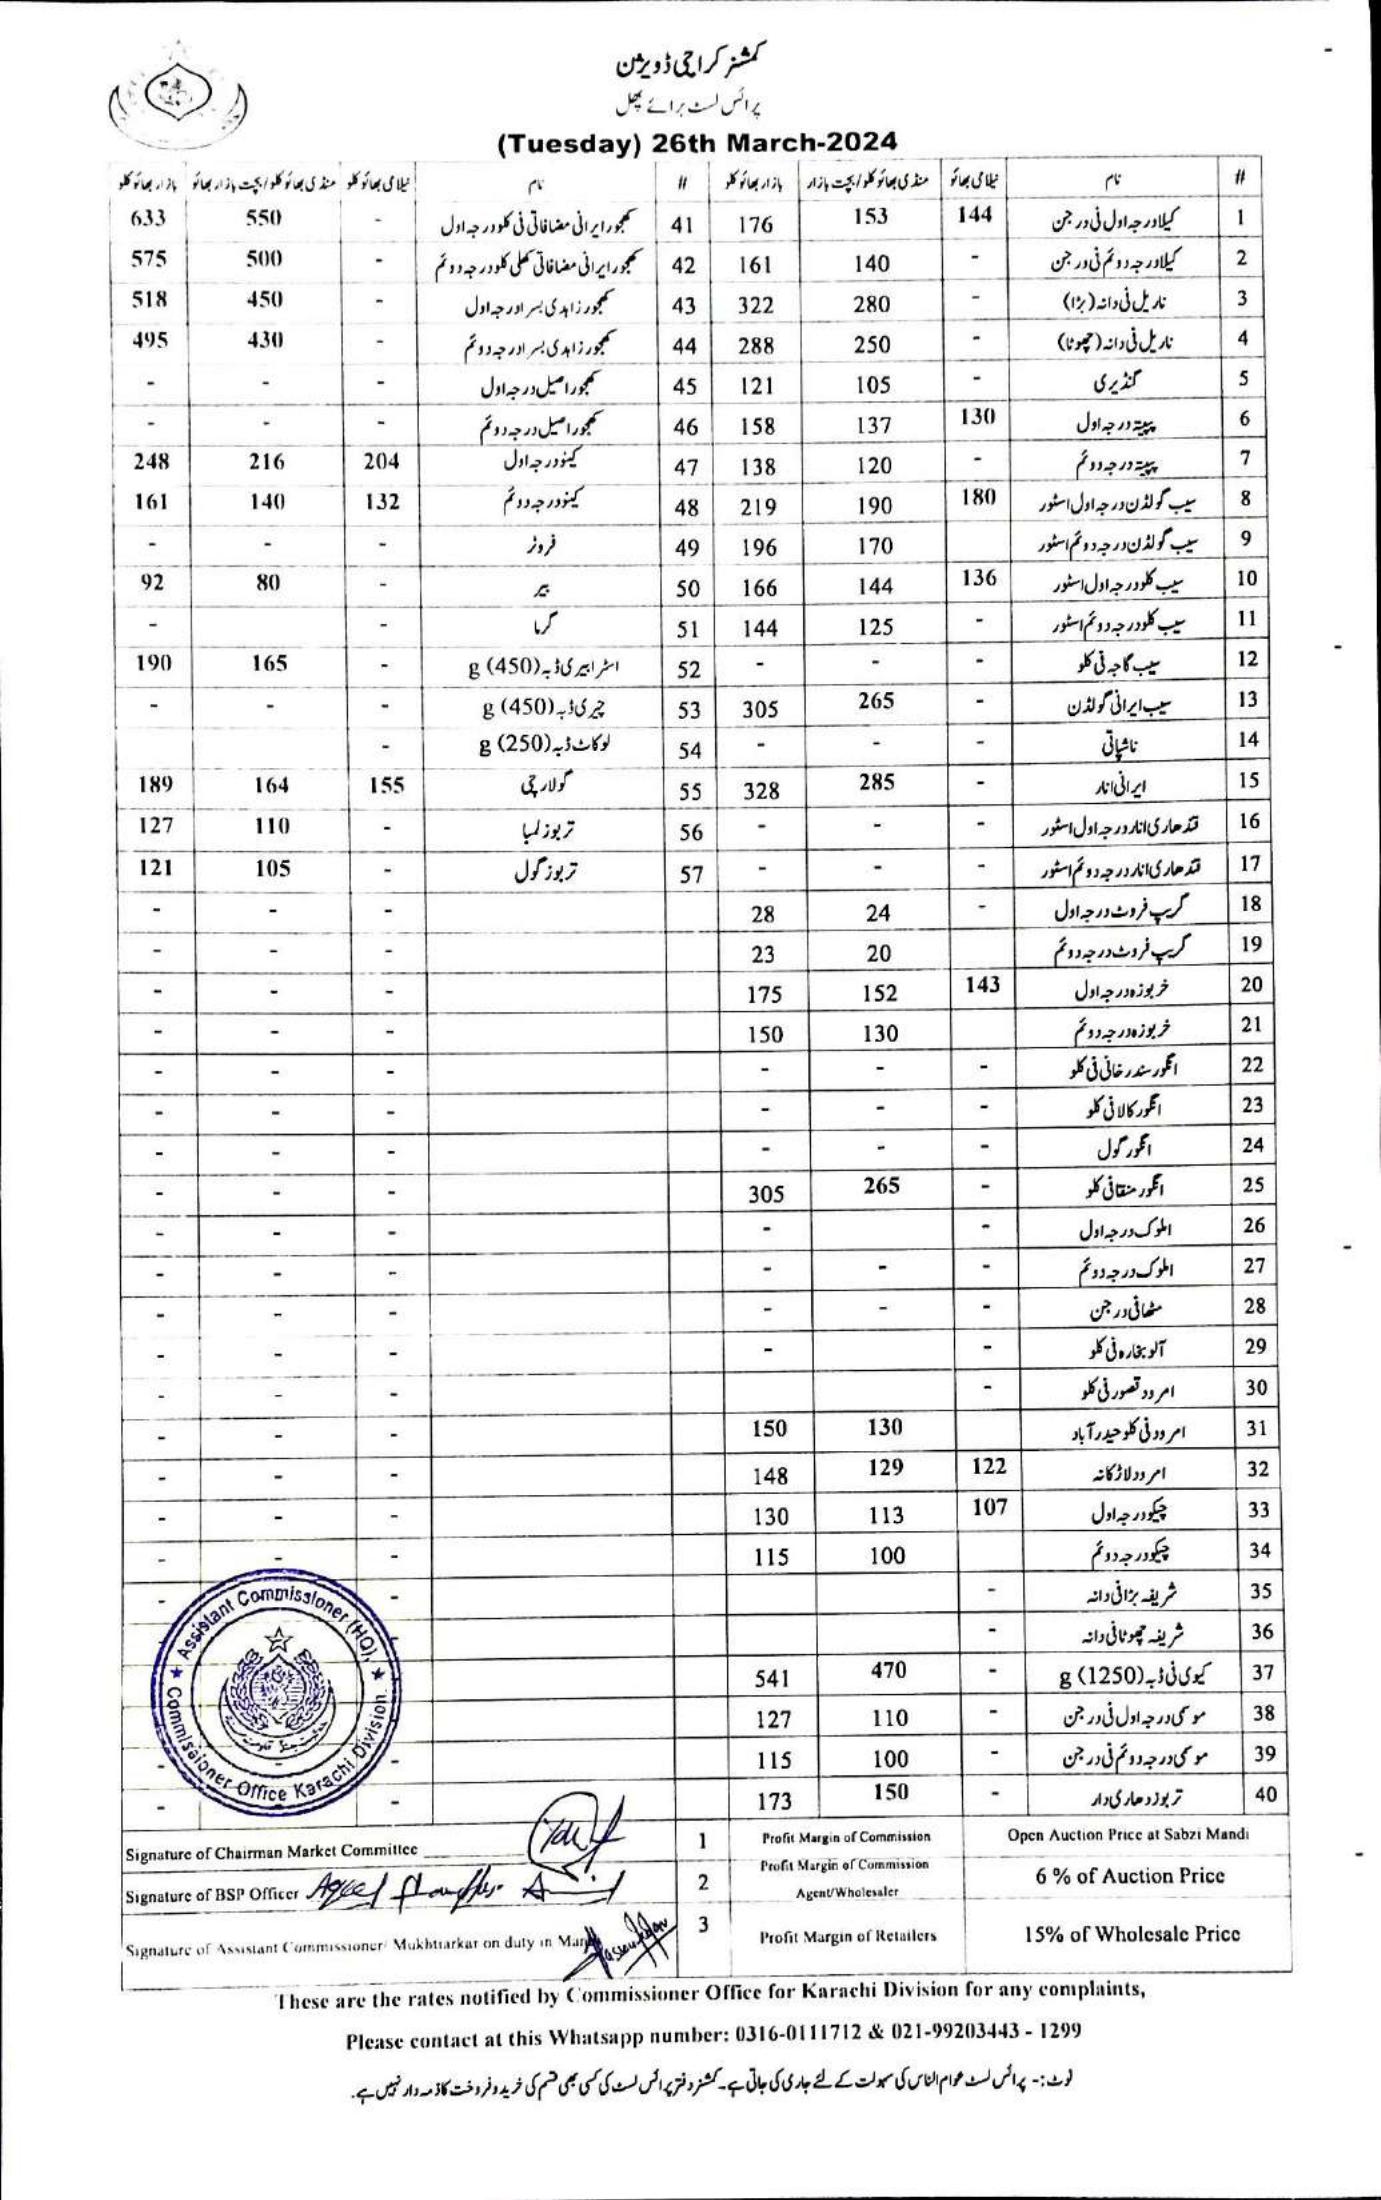 کمشنر کراچی ڈویژن
پرائس لسٹ برائے پھل
(Tuesday) 26th March-2024
# نام نیلامی بھائو منڈی بھائو کلو/بچت بازار بازار بھائو کلو # نام نیلامی بھائو کلو منڈی بھائو کلو/بچت بازار بھائو بازار بھائو کلو
1 کیلا درجہ اول فی درجن 144 153 176 41 کھجور ایرانی مضافاتی فی کلو درجہ اول - 550 633
2 کیلا درجہ دوئم فی درجن - 140 161 42 کھجور ایرانی مضافاتی کھلی کلو درجہ دوئم - 500 575
3 ناریل فی دانہ (بڑا) - 280 322 43 کھجور زاہدی بسر ا درجہ اول - 450 518
4 ناریل فی دانہ (چھوٹا) - 250 288 44 کھجور زاہدی بسر ا درجہ دوئم - 430 495
5 گنڈیری - 105 121 45 کھجور اصیل درجہ اول - - -
6 پپیتہ درجہ اول 130 137 158 46 کھجور اصیل درجہ دوئم - - -
7 پپیتہ درجہ دوئم - 120 138 47 کینو درجہ اول 204 216 248
8 سیب گولڈن درجہ اول اسٹور 180 190 219 48 کینو درجہ دوئم 132 140 161
9 سیب گولڈن درجہ دوئم اسٹور 170 196 49 فروٹر - - -
10 سیب کلو درجہ اول اسٹور 136 144 166 50 بیر - 80 92
11 سیب کلو درجہ دوئم اسٹور - 125 144 51 گرما - -
12 سیب گاجہ فی کلو - - - 52 اسٹرابیری ڈبہ (450) g - 165 190
13 سیب ایرانی گولڈن - 265 305 53 چیری ڈبہ (450) g - - -
14 ناشپاتی - - - 54 لوکاٹ ڈبہ (250) g -
15 ایرانی انار - 285 328 55 گولارچی 155 164 189
16 قندھاری انار درجہ اول اسٹور - - - 56 تربوز لمبا - 110 127
17 قندھاری انار درجہ دوئم اسٹور - - - 57 تربوز گول - 105 121
18 گریپ فروٹ درجہ اول - 24 28 - - -
19 گریپ فروٹ درجہ دوئم 20 23 - - -
20 خربوزہ درجہ اول 143 152 175 - - -
21 خربوزہ درجہ دوئم 130 150 - - -
22 انگور سندر خانی فی کلو - - - - - -
23 انگور کالا فی کلو - - - - - -
24 انگور گول - - - - - -
25 انگور منقا فی کلو - 265 305 - - -
26 املوک درجہ اول - - - - -
27 املوک درجہ دوئم - - - - - -
28 مٹھا فی درجن - - - - - -
29 آلو بخارہ فی کلو - - - - -
30 امرود قصور فی کلو - - - -
31 امرود فی کلو حیدرآباد 130 150 - - -
32 امرود لاڑکانہ 122 129 148 - - -
33 چیکو درجہ اول 107 113 130 - - -
34 چیکو درجہ دوئم 100 115 - - -
35 شریفہ بڑا فی دانہ - - -
36 شریفہ چھوٹا فی دانہ -
37 کیوی فی ڈبہ (1250) g - 470 541
38 موسمی درجہ اول فی درجن - 110 127
39 موسمی درجہ دوئم فی درجن - 100 115 - -
40 تربوز دھاری دار - 150 173 - -
Assistant Commissioner (HQ),
Commissioner Office Karachi Division.
Signature of Chairman Market Committee 1 Profit Margin of Commission Open Auction Price at Sabzi Mandi
Signature of BSP Officer 2 Profit Margin of Commission Agent/Wholesaler 6 % of Auction Price
Signature of Assistant Commissioner/ Mukhtiarkar on duty in Mandi 3 Profit Margin of Retailers 15% of Wholesale Price
These are the rates notified by Commissioner Office for Karachi Division for any complaints,
Please contact at this Whatsapp number: 0316-0111712 & 021-99203443 - 1299
نوٹ:- پرائس لسٹ عوام الناس کی سہولت کے لئے جاری کی جاتی ہے۔ کمشنر دفتر پرائس لسٹ کی کسی بھی قسم کی خرید و فروخت کا ذمہ دار نہیں ہے۔